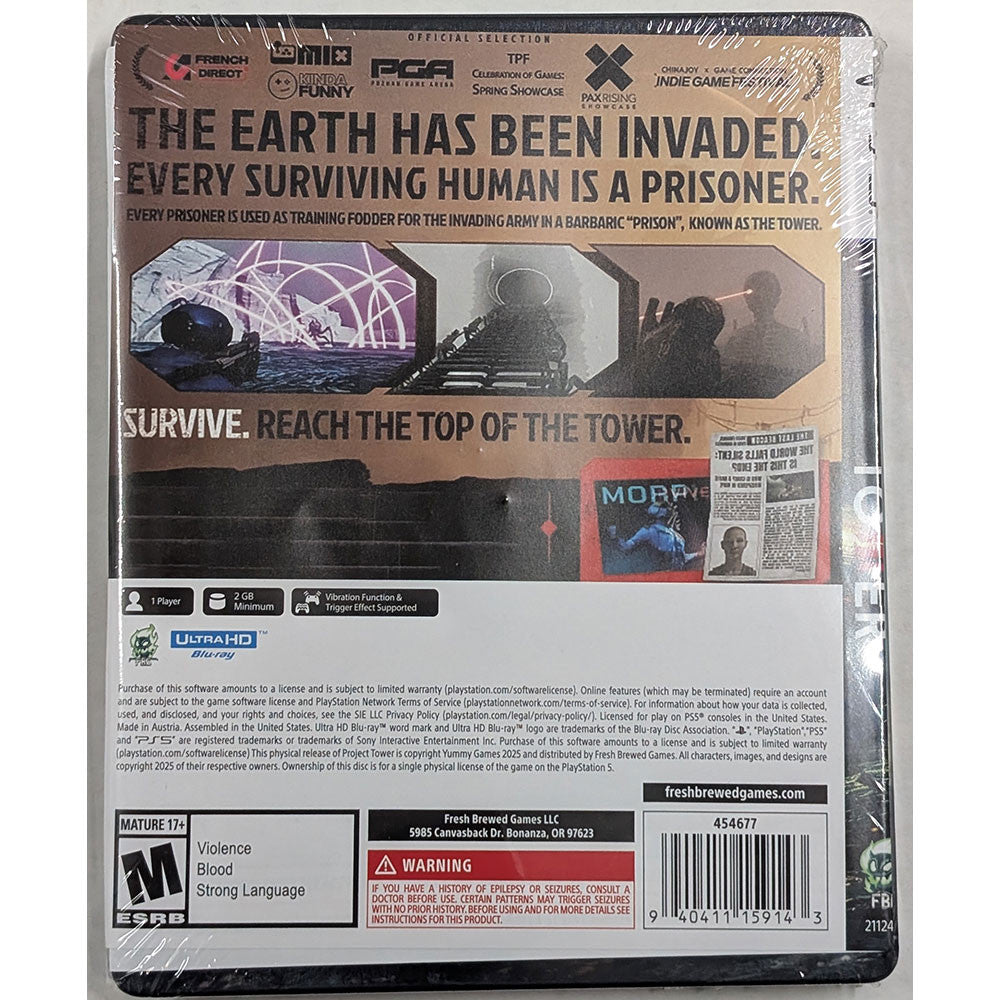 OFFICIAL SELECTION
FRENCH
DIRECT
MIX
KINDA
FUNNY
PGA
POZNAN GAME ARENA
TPF
CELEBRATION OF GAMES:
SPRING SHOWCASE
PAXRISING
SHOWCASE
CHINAJOY X GAME
INDIE GAME FESTIVAL
THE EARTH HAS BEEN INVADED.
EVERY SURVIVING HUMAN IS A PRISONER.
EVERY PRISONER IS USED AS TRAINING FODDER FOR THE INVADING ARMY IN A BARBARIC "PRISON", KNOWN AS THE TOWER.
SURVIVE. REACH THE TOP OF THE TOWER.
THE LAST BEACON
THE WORLD FALLS SILENT:
IS THIS THE END?
1 Player
2 GB
Minimum
Vibration Function &
Trigger Effect Supported
ULTRA HD™
Blu-ray
Purchase of this software amounts to a license and is subject to limited warranty (playstation.com/softwarelicense). Online features (which may be terminated) require an account
and are subject to the game software license and PlayStation Network Terms of Service (playstationnetwork.com/terms-of-service). For information about how your data is collected,
used, and disclosed, and your rights and choices, see the SIE LLC Privacy Policy (playstation.com/legal/privacy-policy/). Licensed for play on PS5® consoles in the United States.
Made in Austria. Assembled in the United States. Ultra HD Blu-ray™ word mark and Ultra HD Blu-ray™ logo are trademarks of the Blu-ray Disc Association. "", "PlayStation","PS5"
and "PS5" are registered trademarks or trademarks of Sony Interactive Entertainment Inc. Purchase of this software amounts to a license and is subject to limited warranty
(playstation.com/softwarelicense) This physical release of Project Tower is copyright Yummy Games 2025 and distributed by Fresh Brewed Games. All characters, images, and designs are
copyright 2025 of their respective owners. Ownership of this disc is for a single physical license of the game on the PlayStation 5.
freshbrewedgames.com
MATURE 17+
M
ESRB
Violence
Blood
Strong Language
Fresh Brewed Games LLC
5985 Canvasback Dr. Bonanza, OR 97623
WARNING
IF YOU HAVE A HISTORY OF EPILEPSY OR SEIZURES, CONSULT A
DOCTOR BEFORE USE. CERTAIN PATTERNS MAY TRIGGER SEIZURES
WITH NO PRIOR HISTORY. BEFORE USING AND FOR MORE DETAILS SEE
INSTRUCTIONS FOR THIS PRODUCT.
454677
9 40411 15914 3
TOWER
FB
21124